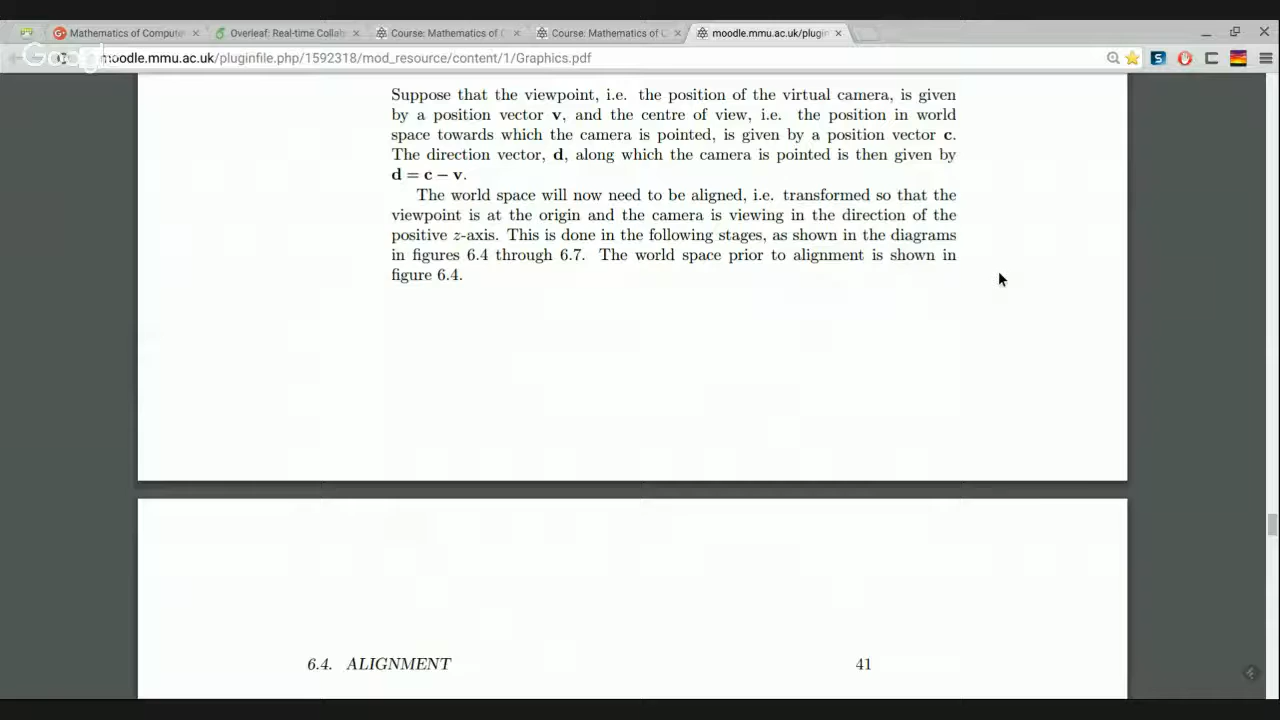 Mathematics of Compute
Overleaf: Real-time Collab
Course: Mathematics of C
Course: Mathematics of C
moodle.mmu.ac.uk/plugin
Google
moodle.mmu.ac.uk/pluginfile.php/1592318/mod_resource/content/1/Graphics.pdf
Suppose that the viewpoint, i.e. the position of the virtual camera, is given
by a position vector v, and the centre of view, i.e. the position in world
space towards which the camera is pointed, is given by a position vector c.
The direction vector, d, along which the camera is pointed is then given by
d = c − v.
The world space will now need to be aligned, i.e. transformed so that the
viewpoint is at the origin and the camera is viewing in the direction of the
positive z-axis. This is done in the following stages, as shown in the diagrams
in figures 6.4 through 6.7. The world space prior to alignment is shown in
figure 6.4.
6.4. ALIGNMENT 41